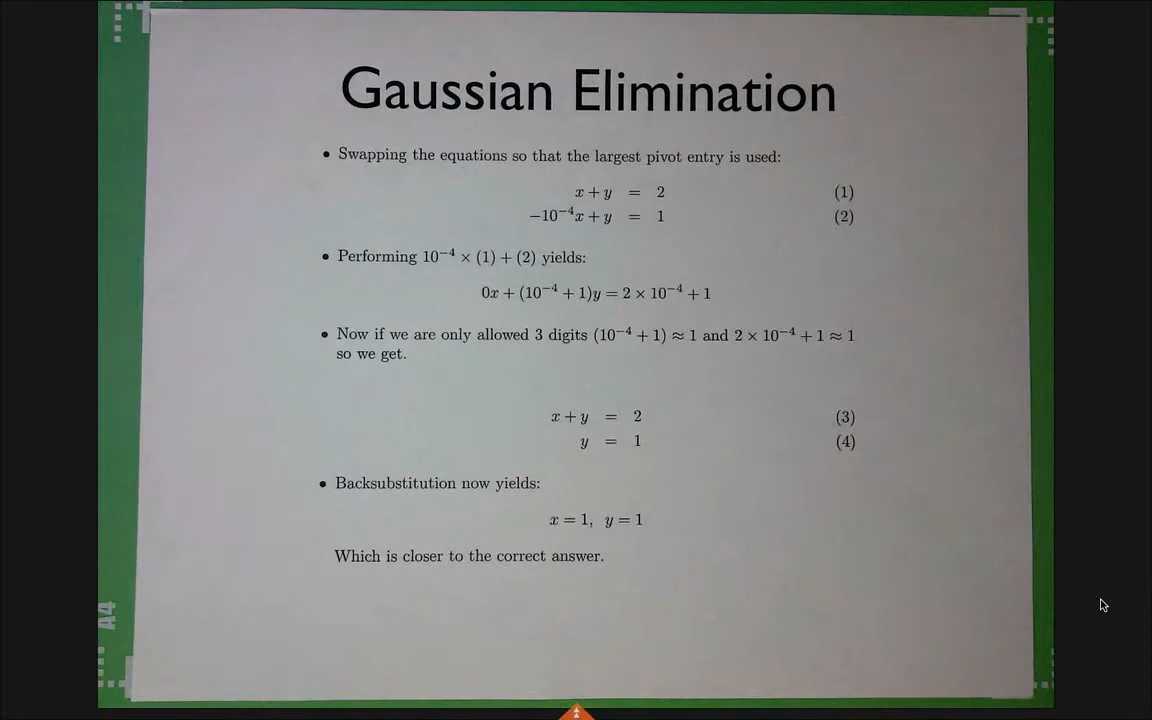 Gaussian Elimination
• Swapping the equations so that the largest pivot entry is used:
x + y = 2 (1)
−10⁻⁴x + y = 1 (2)
• Performing 10⁻⁴ × (1) + (2) yields:
0x + (10⁻⁴ + 1)y = 2 × 10⁻⁴ + 1
• Now if we are only allowed 3 digits (10⁻⁴ + 1) ≈ 1 and 2 × 10⁻⁴ + 1 ≈ 1
so we get.
x + y = 2 (3)
y = 1 (4)
• Backsubstitution now yields:
x = 1, y = 1
Which is closer to the correct answer.
A4